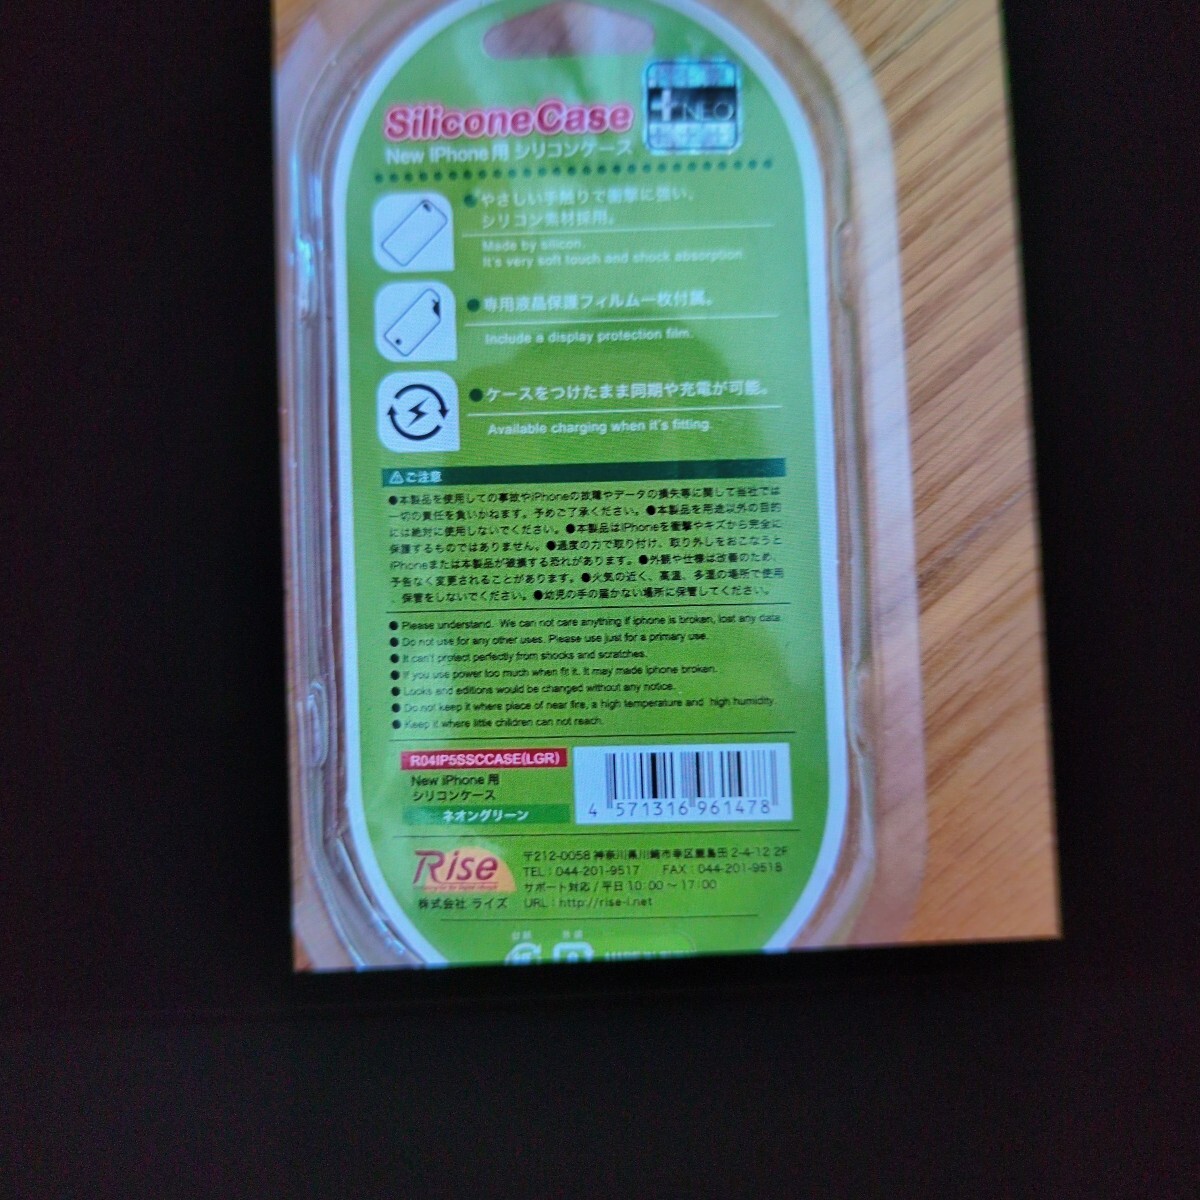 SiliconeCase
+NEO
New iPhone用 シリコンケース
●やさしい手触りで衝撃に強い、
シリコン素材採用。
Made by silicon.
It's very soft touch and shock absorption.
●専用液晶保護フィルム一枚付属。
Include a display protection film.
●ケースをつけたまま同期や充電が可能。
Available charging when it's fitting.
⚠ご注意
●本製品を使用しての事故やiPhoneの故障やデータの損失等に関して当社では
一切の責任を負いかねます。予めご了承ください。●本製品を用途以外の目的
には絶対に使用しないでください。●本製品はiPhoneを衝撃やキズから完全に
保護するものではありません。●過度の力で取り付け、取り外しをおこなうと
iPhoneまたは本製品が破損する恐れがあります。●外観や仕様は改善のため、
予告なく変更されることがあります。●火気の近く、高温、多湿の場所で使用
、保管をしないでください。●幼児の手の届かない場所に保管してください。
● Please understand. We can not care anything if iphone is broken, lost any data
● Do not use for any other uses. Please use just for a primary use.
● It can't protect perfectly from shocks and scratches.
● If you use power too much when fit it. It may made iphone broken.
● Looks and editions would be changed without any notice.
● Do not keep it where place of near fire, a high temperature and high humidity.
● Keep it where little children can not reach.
R04IP5SSCCASE(LGR)
New iPhone用
シリコンケース
ネオングリーン
4 571316 961478
Rise
株式会社 ライズ
〒212-0058 神奈川県川崎市幸区鹿島田 2-4-12 2F
TEL：044-201-9517 FAX：044-201-9518
サポート対応 / 平日 10:00～17:00
URL：http://rise-i.net